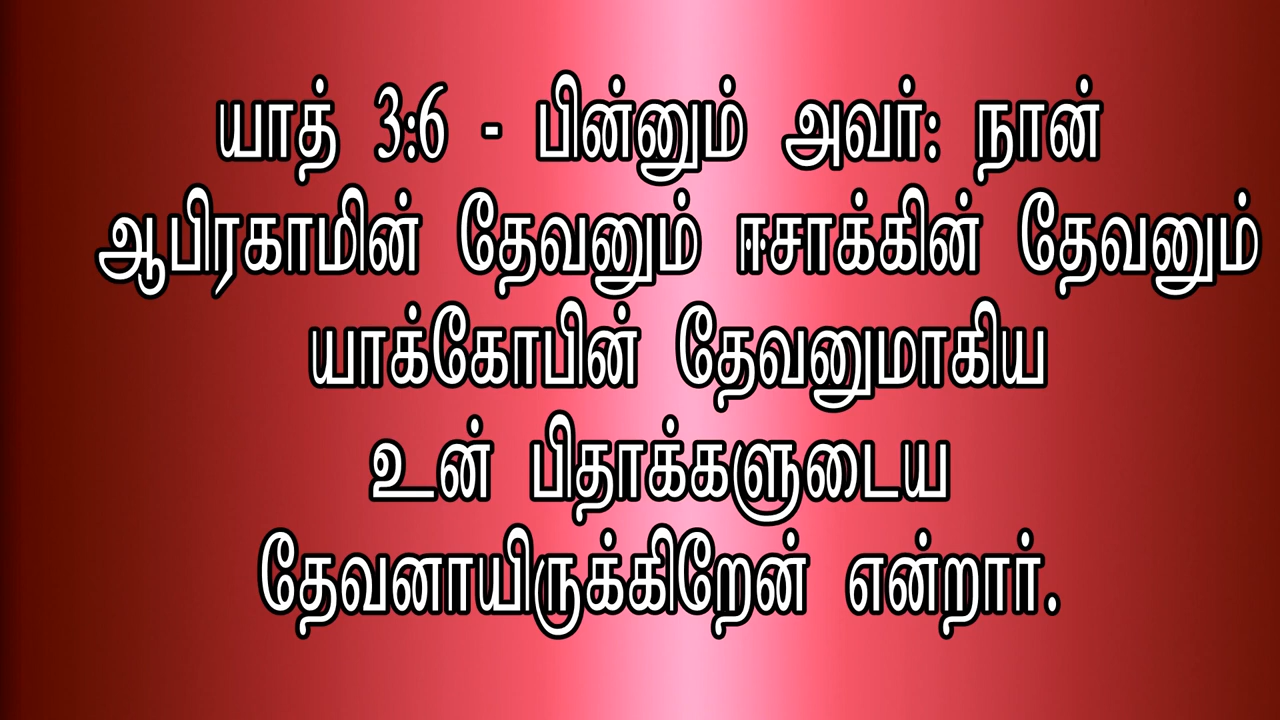 யாத் 3:6 - பின்னும் அவர்: நான்
ஆபிரகாமின் தேவனும் ஈசாக்கின் தேவனும்
யாக்கோபின் தேவனுமாகிய
உன் பிதாக்களுடைய
தேவனாயிருக்கிறேன் என்றார்.